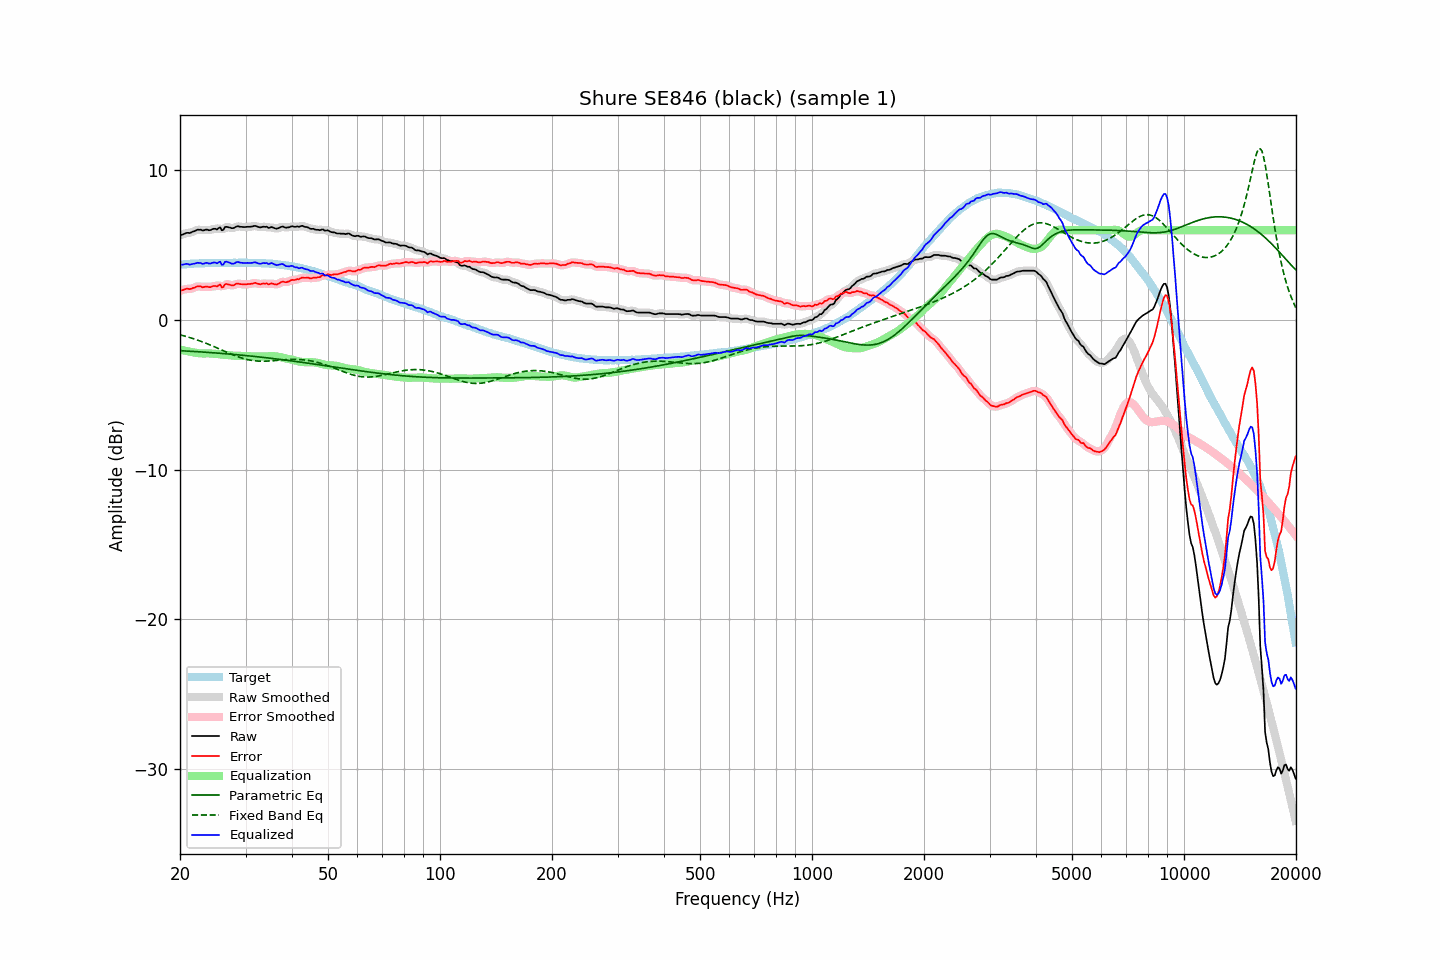 Shure SE846 (black) (sample 1)
10
0
−10
−20
−30
Amplitude (dBr)
Target
Raw Smoothed
Error Smoothed
Raw
Error
Equalization
Parametric Eq
Fixed Band Eq
Equalized
20 50 100 200 500 1000 2000 5000 10000 20000
Frequency (Hz)